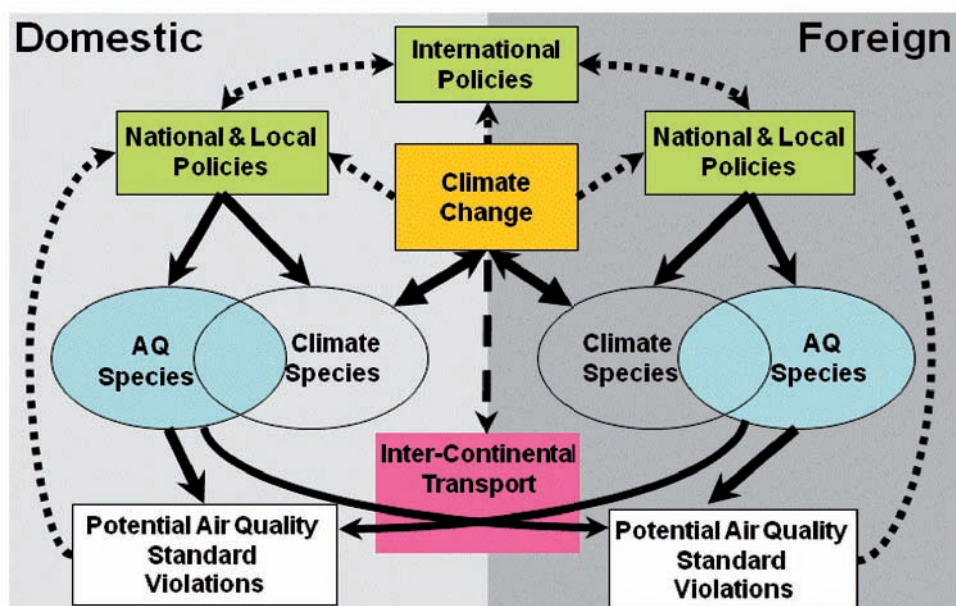 Domestic
Foreign
International
Policies
National & Local
Policies
National & Local
Policies
Climate
Change
AQ
Species
Climate
Species
Climate
Species
AQ
Species
Inter-Continental
Transport
Potential Air Quality
Standard
Violations
Potential Air Quality
Standard
Violations